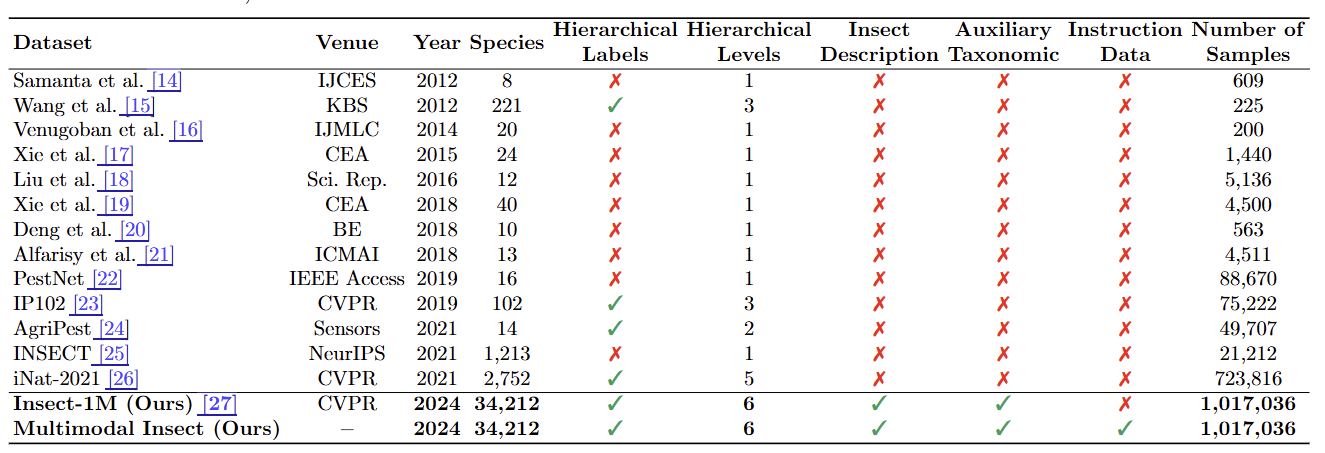 Dataset Venue Year Species Hierarchical Labels Hierarchical Levels Insect Description Auxiliary Taxonomic Instruction Data Number of Samples
Samanta et al. [14] IJCES 2012 8 ✗ 1 ✗ ✗ ✗ 609
Wang et al. [15] KBS 2012 221 ✓ 3 ✗ ✗ ✗ 225
Venugoban et al. [16] IJMLC 2014 20 ✗ 1 ✗ ✗ ✗ 200
Xie et al. [17] CEA 2015 24 ✗ 1 ✗ ✗ ✗ 1,440
Liu et al. [18] Sci. Rep. 2016 12 ✗ 1 ✗ ✗ ✗ 5,136
Xie et al. [19] CEA 2018 40 ✗ 1 ✗ ✗ ✗ 4,500
Deng et al. [20] BE 2018 10 ✗ 1 ✗ ✗ ✗ 563
Alfarisy et al. [21] ICMAI 2018 13 ✗ 1 ✗ ✗ ✗ 4,511
PestNet [22] IEEE Access 2019 16 ✗ 1 ✗ ✗ ✗ 88,670
IP102 [23] CVPR 2019 102 ✓ 3 ✗ ✗ ✗ 75,222
AgriPest [24] Sensors 2021 14 ✓ 2 ✗ ✗ ✗ 49,707
INSECT [25] NeurIPS 2021 1,213 ✗ 1 ✗ ✗ ✗ 21,212
iNat-2021 [26] CVPR 2021 2,752 ✓ 5 ✗ ✗ ✗ 723,816
Insect-1M (Ours) [27] CVPR 2024 34,212 ✓ 6 ✓ ✓ ✗ 1,017,036
Multimodal Insect (Ours) – 2024 34,212 ✓ 6 ✓ ✓ ✓ 1,017,036